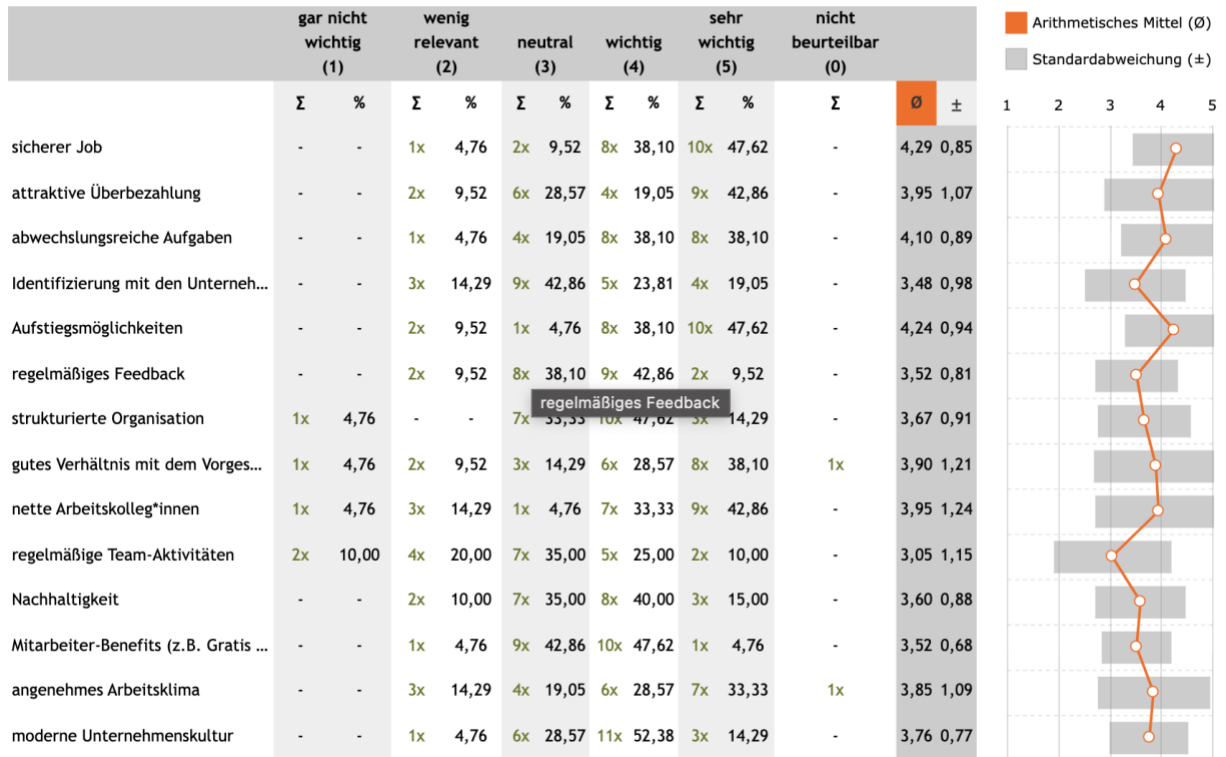 gar nicht wichtig (1) wenig relevant (2) neutral (3) wichtig (4) sehr wichtig (5) nicht beurteilbar (0)
Arithmetisches Mittel (Ø)
Standardabweichung (±)
Σ % Σ % Σ % Σ % Σ % Σ Ø ± 1 2 3 4 5
sicherer Job - - 1x 4,76 2x 9,52 8x 38,10 10x 47,62 - 4,29 0,85
attraktive Überbezahlung - - 2x 9,52 6x 28,57 4x 19,05 9x 42,86 - 3,95 1,07
abwechslungsreiche Aufgaben - - 1x 4,76 4x 19,05 8x 38,10 8x 38,10 - 4,10 0,89
Identifizierung mit den Unterneh... - - 3x 14,29 9x 42,86 5x 23,81 4x 19,05 - 3,48 0,98
Aufstiegsmöglichkeiten - - 2x 9,52 1x 4,76 8x 38,10 10x 47,62 - 4,24 0,94
regelmäßiges Feedback - - 2x 9,52 8x 38,10 9x 42,86 2x 9,52 - 3,52 0,81
regelmäßiges Feedback
strukturierte Organisation 1x 4,76 - - 7x 33,33 10x 47,62 3x 14,29 - 3,67 0,91
gutes Verhältnis mit dem Vorges... 1x 4,76 2x 9,52 3x 14,29 6x 28,57 8x 38,10 1x 3,90 1,21
nette Arbeitskolleg*innen 1x 4,76 3x 14,29 1x 4,76 7x 33,33 9x 42,86 - 3,95 1,24
regelmäßige Team-Aktivitäten 2x 10,00 4x 20,00 7x 35,00 5x 25,00 2x 10,00 - 3,05 1,15
Nachhaltigkeit - - 2x 10,00 7x 35,00 8x 40,00 3x 15,00 - 3,60 0,88
Mitarbeiter-Benefits (z.B. Gratis ... - - 1x 4,76 9x 42,86 10x 47,62 1x 4,76 - 3,52 0,68
angenehmes Arbeitsklima - - 3x 14,29 4x 19,05 6x 28,57 7x 33,33 1x 3,85 1,09
moderne Unternehmenskultur - - 1x 4,76 6x 28,57 11x 52,38 3x 14,29 - 3,76 0,77